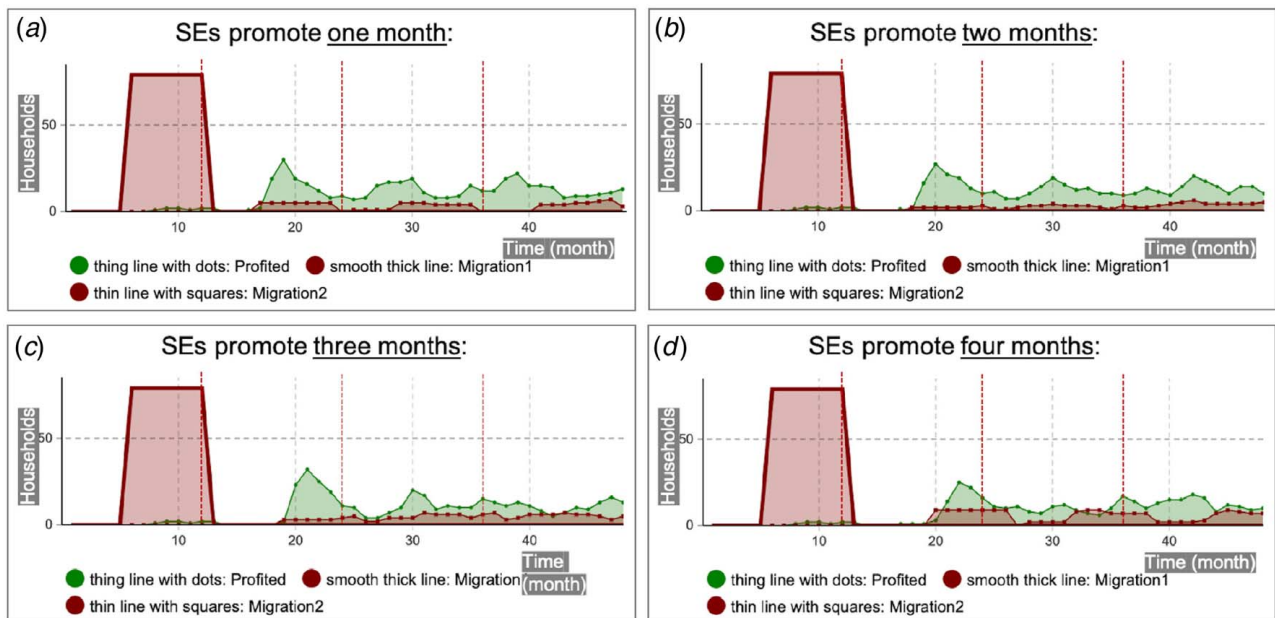 (a)
SEs promote one month:
Households
50
0
10
20
30
40
Time (month)
thing line with dots: Profited
smooth thick line: Migration1
thin line with squares: Migration2
(b)
SEs promote two months:
Households
50
0
10
20
30
40
Time (month)
thing line with dots: Profited
smooth thick line: Migration1
thin line with squares: Migration2
(c)
SEs promote three months:
Households
50
0
10
20
30
40
Time
(month)
thing line with dots: Profited
smooth thick line: Migration
thin line with squares: Migration2
(d)
SEs promote four months:
Households
50
0
10
20
30
40
Time (month)
thing line with dots: Profited
smooth thick line: Migration1
thin line with squares: Migration2